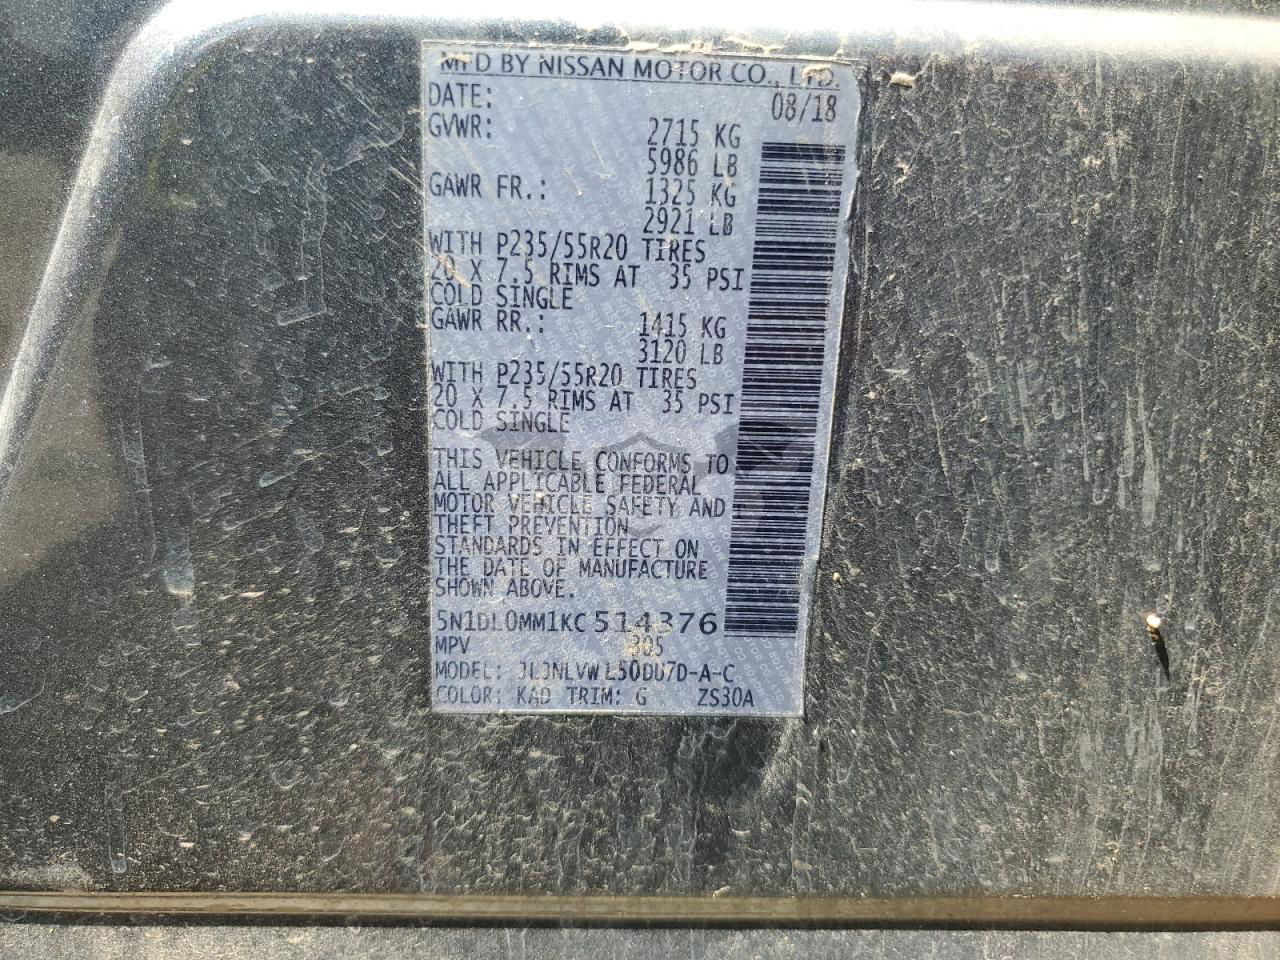 MFD BY NISSAN MOTOR CO., LTD.
DATE: 08/18
GVWR: 2715 KG
5986 LB
GAWR FR.: 1325 KG
2921 LB
WITH P235/55R20 TIRES
20 X 7.5 RIMS AT 35 PSI
COLD SINGLE
GAWR RR.: 1415 KG
3120 LB
WITH P235/55R20 TIRES
20 X 7.5 RIMS AT 35 PSI
COLD SINGLE
THIS VEHICLE CONFORMS TO
ALL APPLICABLE FEDERAL
MOTOR VEHICLE SAFETY AND
THEFT PREVENTION
STANDARDS IN EFFECT ON
THE DATE OF MANUFACTURE
SHOWN ABOVE.
5N1DL0MM1KC514376
MPV
MODEL: JLJNLVWL50DU7D-A-C
COLOR: KAD TRIM: G ZS30A